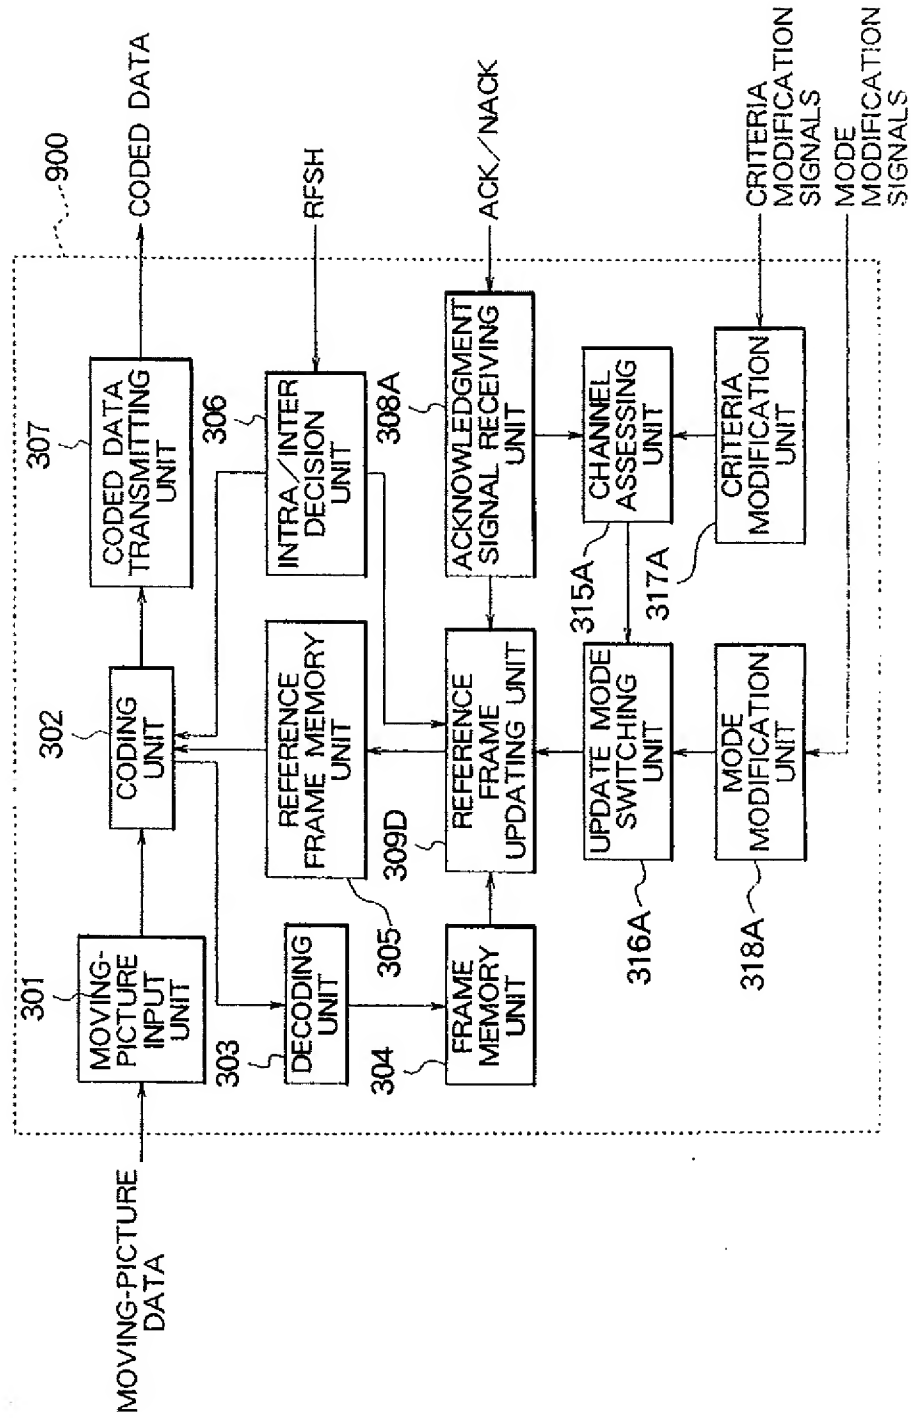 900
MOVING-PICTURE
DATA
301
MOVING-
PICTURE
INPUT
UNIT
302
CODING
UNIT
307
CODED DATA
TRANSMITTING
UNIT
CODED DATA
303
DECODING
UNIT
REFERENCE
FRAME MEMORY
UNIT
305
306
INTRA/INTER
DECISION
UNIT
RFSH
304
FRAME
MEMORY
UNIT
309D
REFERENCE
FRAME
UPDATING UNIT
308A
ACKNOWLEDGMENT
SIGNAL RECEIVING
UNIT
ACK/NACK
UPDATE MODE
SWITCHING
UNIT
316A
CHANNEL
ASSESSING
UNIT
315A
MODE
MODIFICATION
UNIT
318A
CRITERIA
MODIFICATION
UNIT
317A
CRITERIA
MODIFICATION
SIGNALS
MODE
MODIFICATION
SIGNALS